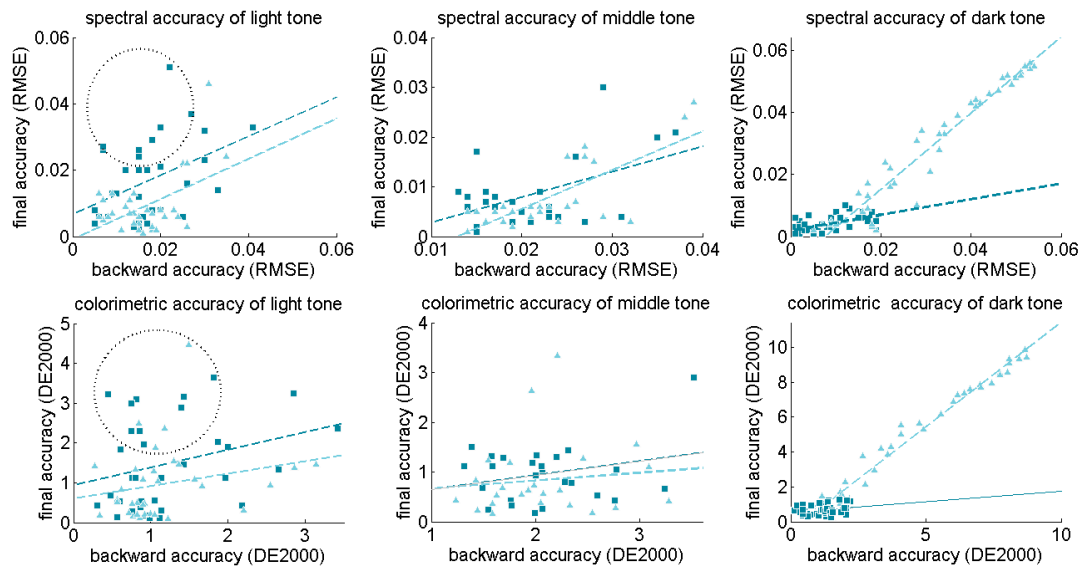 spectral accuracy of light tone
final accuracy (RMSE)
0.06
0.04
0.02
0
0
0.02
0.04
0.06
backward accuracy (RMSE)
spectral accuracy of middle tone
final accuracy (RMSE)
0.04
0.03
0.02
0.01
0
0.01
0.02
0.03
0.04
backward accuracy (RMSE)
spectral accuracy of dark tone
final accuracy (RMSE)
0.06
0.04
0.02
0
0
0.02
0.04
0.06
backward accuracy (RMSE)
colorimetric accuracy of light tone
final accuracy (DE2000)
5
4
3
2
1
0
0
1
2
3
backward accuracy (DE2000)
colorimetric accuracy of middle tone
final accuracy (DE2000)
4
3
2
1
0
1
2
3
backward accuracy (DE2000)
colorimetric  accuracy of dark tone
final accuracy (DE2000)
10
8
6
4
2
0
0
5
10
backward accuracy (DE2000)